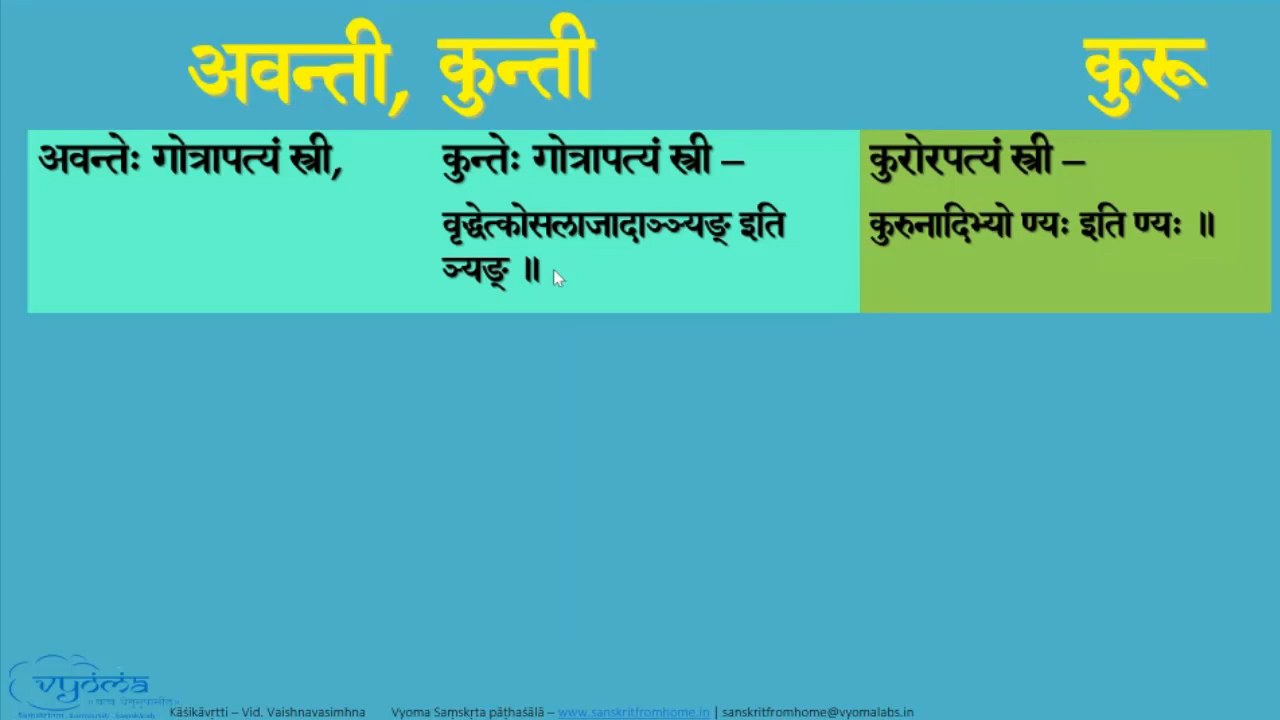 अवन्ती, कुन्ती
कुरू
अवन्तेः गोत्रापत्यं स्त्री,
कुन्तेः गोत्रापत्यं स्त्री –
वृद्धेत्कोसलाजादाञ्ञ्यङ् इति
ञ्यङ् ॥
कुरोरपत्यं स्त्री –
कुरुनादिभ्यो ण्यः इति ण्यः ॥
vyoma
Kāśikāvṛtti – Vid. Vaishnavasimhna Vyoma Saṃskṛta pāṭhaśālā – www.sanskritfromhome.in | sanskritfromhome@vyomalabs.in